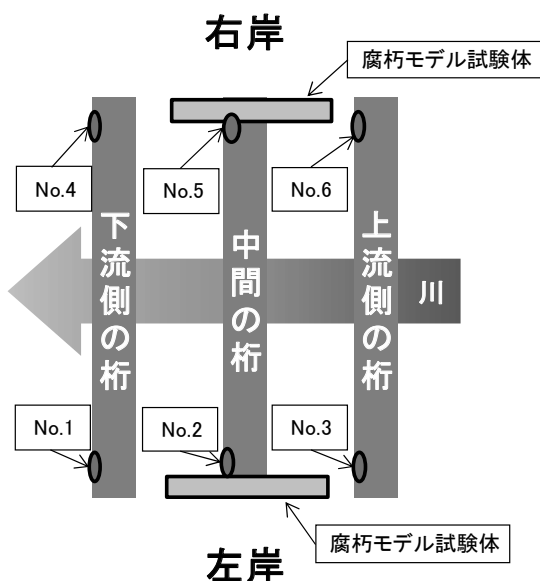 右岸
腐朽モデル試験体
No.4
No.5
No.6
下流側の桁
中間の桁
上流側の桁
川
No.1
No.2
No.3
腐朽モデル試験体
左岸